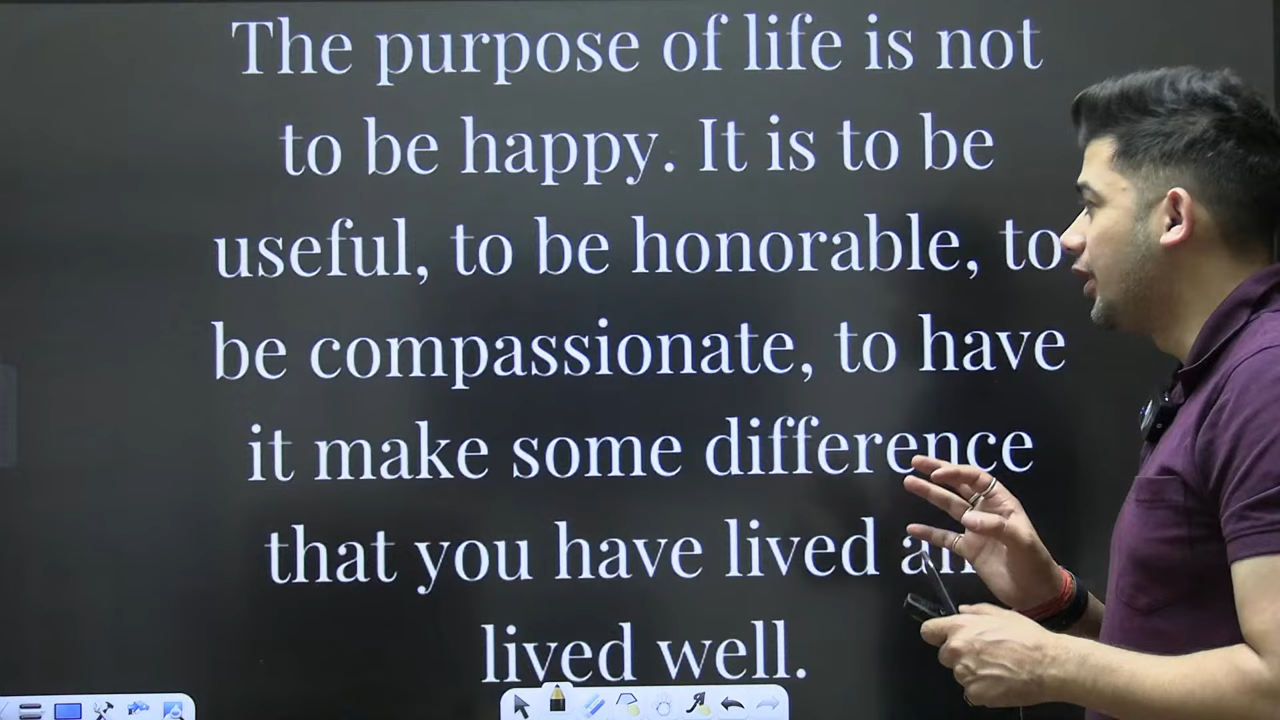 The purpose of life is not
to be happy. It is to be
useful, to be honorable, to
be compassionate, to have
it make some difference
that you have lived
lived well.